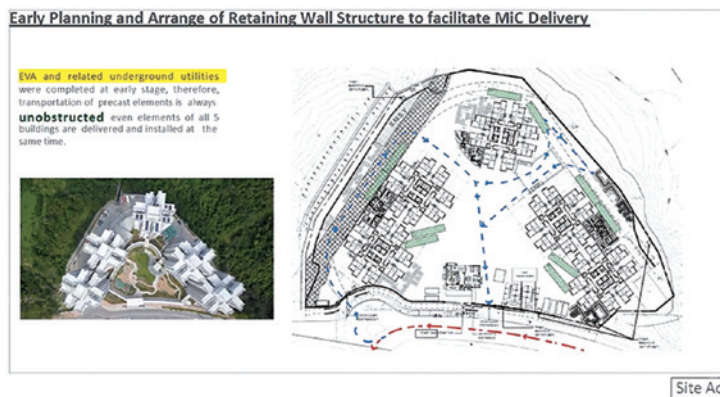 Early Planning and Arrange of Retaining Wall Structure to facilitate MiC Delivery
EVA and related underground utilities
were completed at early stage, therefore,
transportation of precast elements is always
unobstructed even elements of all 5
buildings are delivered and installed at the
same time.
Site Ac